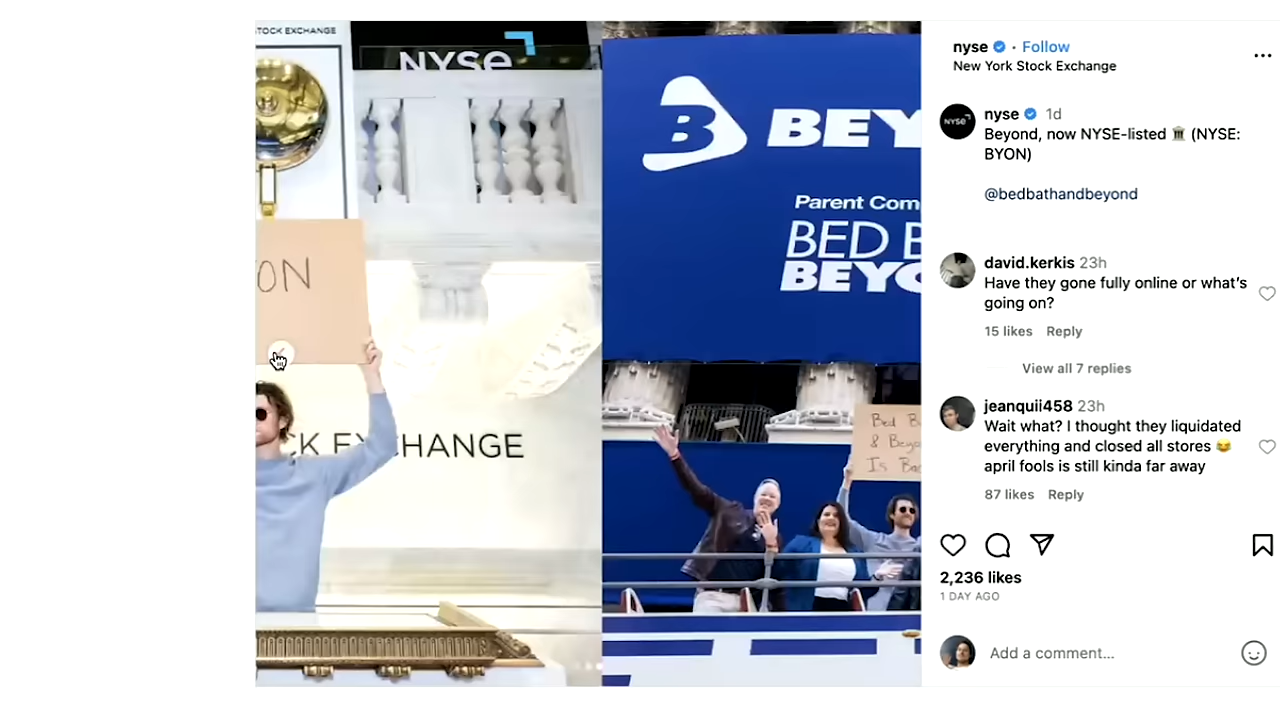 STOCK EXCHANGE
NYSE
ON
CK EXCHANGE
B BEY
Parent Com
BED B
BEYO
Bed B
& Beyo
Is Bac
nyse · Follow
New York Stock Exchange
nyse 1d
Beyond, now NYSE-listed 🏛 (NYSE:
BYON)
@bedbathandbeyond
david.kerkis 23h
Have they gone fully online or what's
going on?
15 likes Reply
View all 7 replies
jeanquii458 23h
Wait what? I thought they liquidated
everything and closed all stores 😂
april fools is still kinda far away
87 likes Reply
2,236 likes
1 DAY AGO
Add a comment...